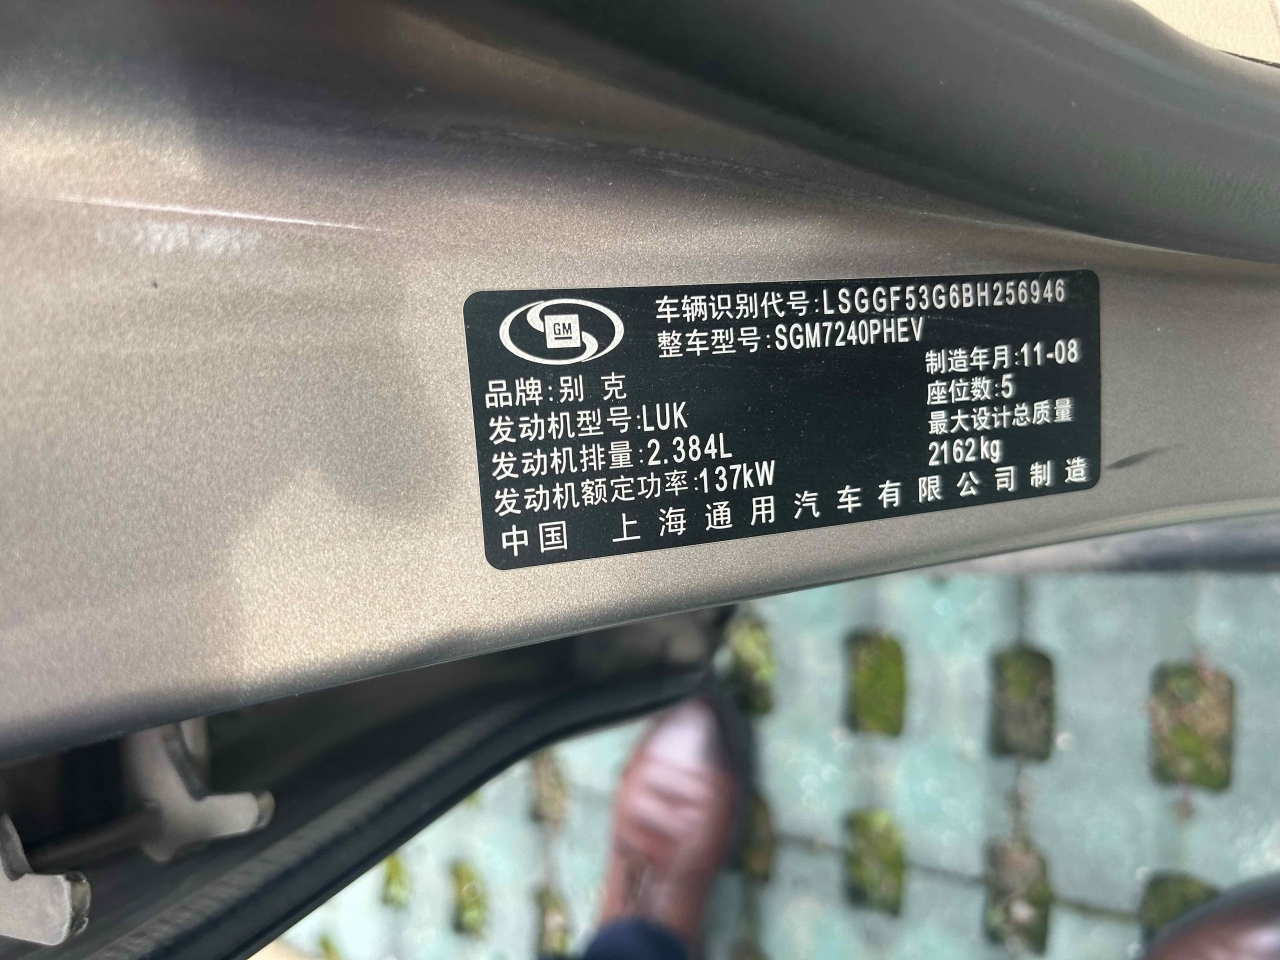 GM
车辆识别代号:LSGGF53G6BH256946
整车型号:SGM7240PHEV
品牌:别 克
制造年月:11-08
发动机型号:LUK
座位数:5
发动机排量:2.384L
最大设计总质量
2162kg
发动机额定功率:137kW
中国 上海通用汽车有限公司制造